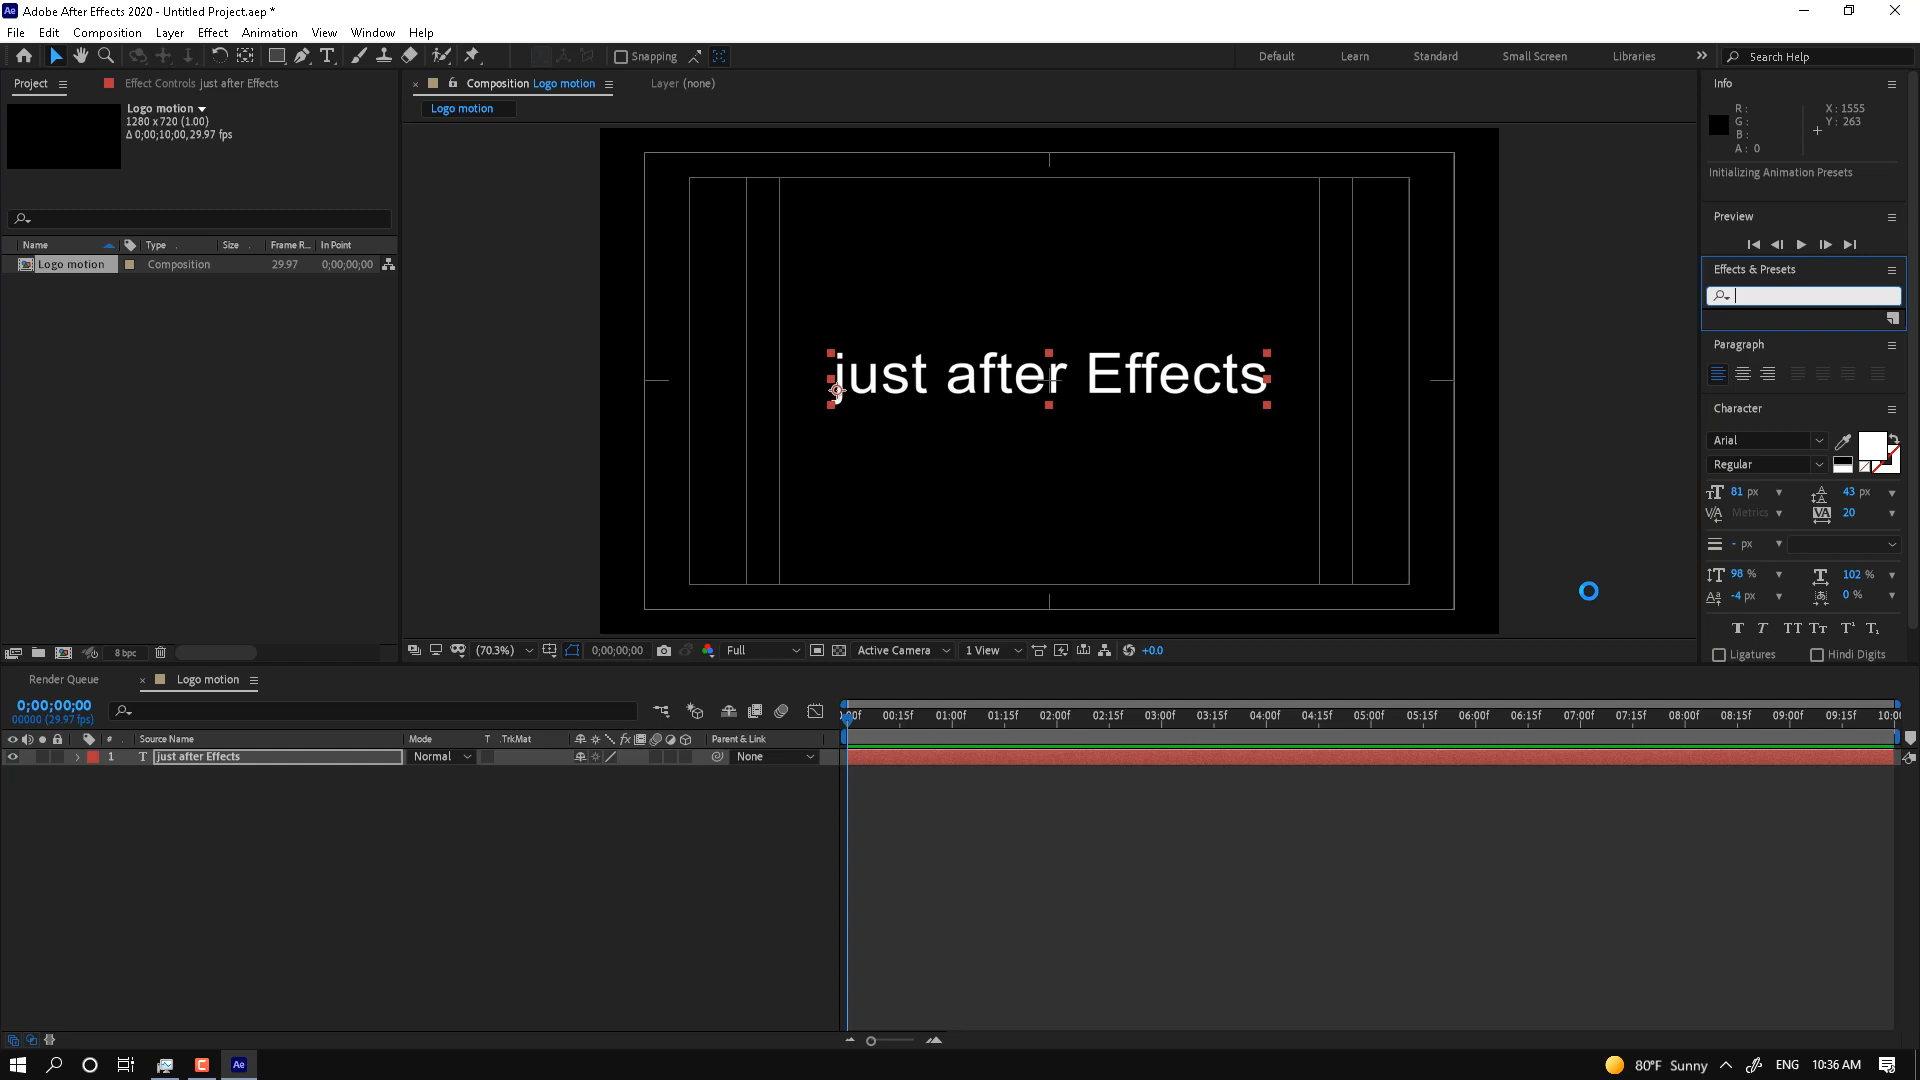 Adobe After Effects 2020 - Untitled Project.aep *
File Edit Composition Layer Effect Animation View Window Help
Snapping Default Learn Standard Small Screen Libraries Search Help
Project Effect Controls just after Effects
Logo motion
1280 x 720 (1.00)
Δ 0;00;10;00, 29.97 fps
Name Type Size Frame R... In Point
Logo motion Composition 29.97 0;00;00;00
8 bpc
Composition Logo motion Layer (none)
Logo motion
just after Effects
(70.3%) 0;00;00;00 Full Active Camera 1 View +0.0
Info
R :
G :
B :
A : 0
X : 1555
Y : 263
Initializing Animation Presets
Preview
Effects & Presets
Paragraph
Character
Arial
Regular
81 px 43 px
Metrics 20
- px
98 % 102 %
-4 px 0 %
T T TT Tt T¹ T₁
Ligatures Hindi Digits
Render Queue Logo motion
0;00;00;00
00000 (29.97 fps)
# Source Name Mode T .TrkMat Parent & Link
1 T just after Effects Normal None
00f 00:15f 01:00f 01:15f 02:00f 02:15f 03:00f 03:15f 04:00f 04:15f 05:00f 05:15f 06:00f 06:15f 07:00f 07:15f 08:00f 08:15f 09:00f 09:15f 10:00
Ae 80°F Sunny ENG 10:36 AM